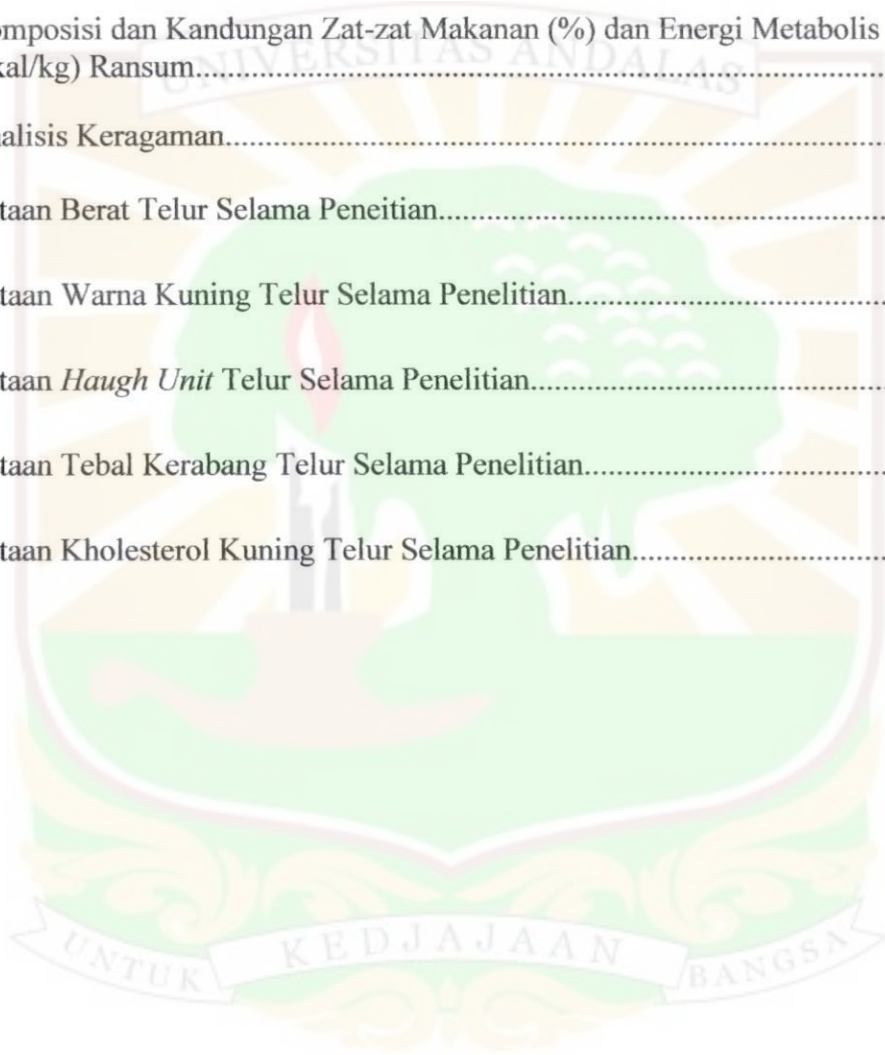 omposisi dan Kandungan Zat-zat Makanan (%) dan Energi Metabolis
kal/kg) Ransum.....................................................................................
UNIVERSITAS ANDALAS
nalisis Keragaman.................................................................................
taan Berat Telur Selama Peneitian.......................................................
taan Warna Kuning Telur Selama Penelitian.......................................
taan Haugh Unit Telur Selama Penelitian............................................
taan Tebal Kerabang Telur Selama Penelitian.....................................
taan Kholesterol Kuning Telur Selama Penelitian...............................
UNTUK KEDJAJAAN BANGSA